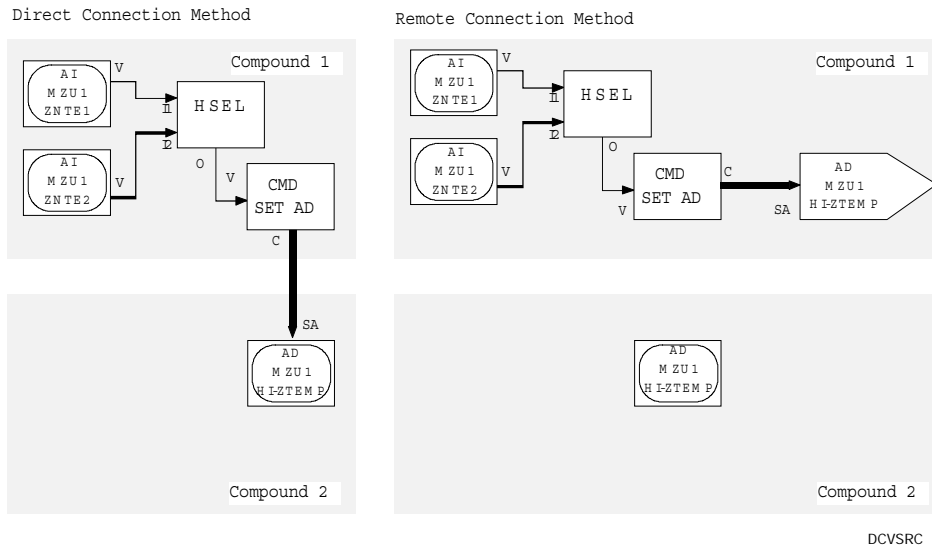 Direct Connection Method
Remote Connection Method
Compound 1
AI
MZU1
ZNTE1
V
I1
HSEL
I2
AI
MZU1
ZNTE2
V
O
V
CMD
SET AD
C
SA
AD
MZU1
HI-ZTEMP
Compound 2
Compound 1
AI
MZU1
ZNTE1
V
I1
HSEL
I2
AI
MZU1
ZNTE2
V
O
V
CMD
SET AD
C
SA
AD
MZU1
HI-ZTEMP
AD
MZU1
HI-ZTEMP
Compound 2
DCVSRC